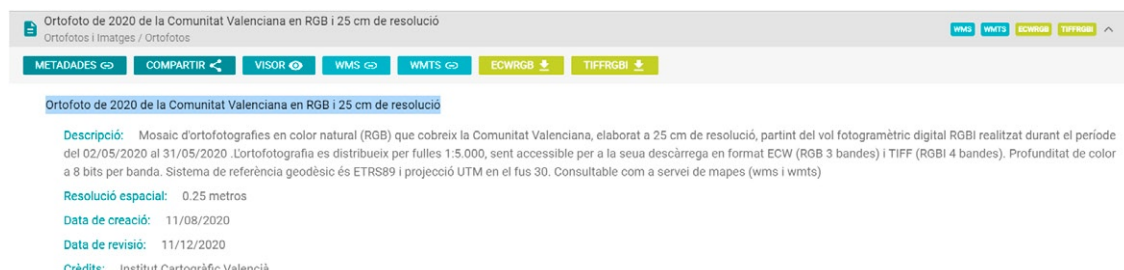 Ortofoto de 2020 de la Comunitat Valenciana en RGB i 25 cm de resolució
Ortofotos i Imatges / Ortofotos
WMS WMTS ECWRGB TIFFRGBI
METADADES COMPARTIR VISOR WMS WMTS ECWRGB TIFFRGBI
Ortofoto de 2020 de la Comunitat Valenciana en RGB i 25 cm de resolució
Descripció: Mosaic d'ortofotografies en color natural (RGB) que cobreix la Comunitat Valenciana, elaborat a 25 cm de resolució, partint del vol fotogramètric digital RGBI realitzat durant el període
del 02/05/2020 al 31/05/2020 .L'ortofotografia es distribueix per fulles 1:5.000, sent accessible per a la seua descàrrega en format ECW (RGB 3 bandes) i TIFF (RGBI 4 bandes). Profunditat de color
a 8 bits per banda. Sistema de referència geodèsic és ETRS89 i projecció UTM en el fus 30. Consultable com a servei de mapes (wms i wmts)
Resolució espacial: 0.25 metros
Data de creació: 11/08/2020
Data de revisió: 11/12/2020
Crèdits: Institut Cartogràfic Valencià